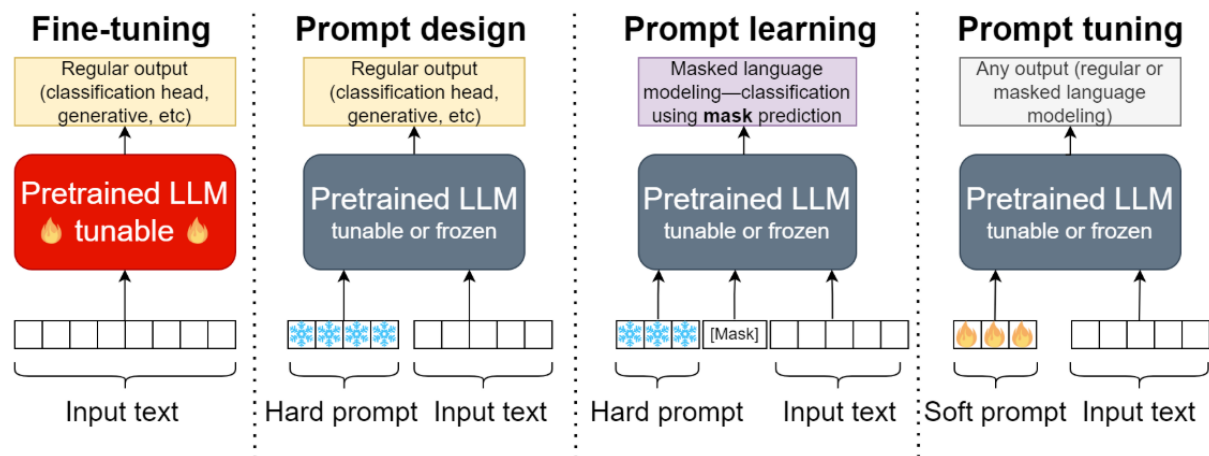 Fine-tuning
Regular output
(classification head,
generative, etc)
Pretrained LLM
tunable
Input text
Prompt design
Regular output
(classification head,
generative, etc)
Pretrained LLM
tunable or frozen
Hard prompt
Input text
Prompt learning
Masked language
modeling—classification
using mask prediction
Pretrained LLM
tunable or frozen
[Mask]
Hard prompt
Input text
Prompt tuning
Any output (regular or
masked language
modeling)
Pretrained LLM
tunable or frozen
Soft prompt
Input text